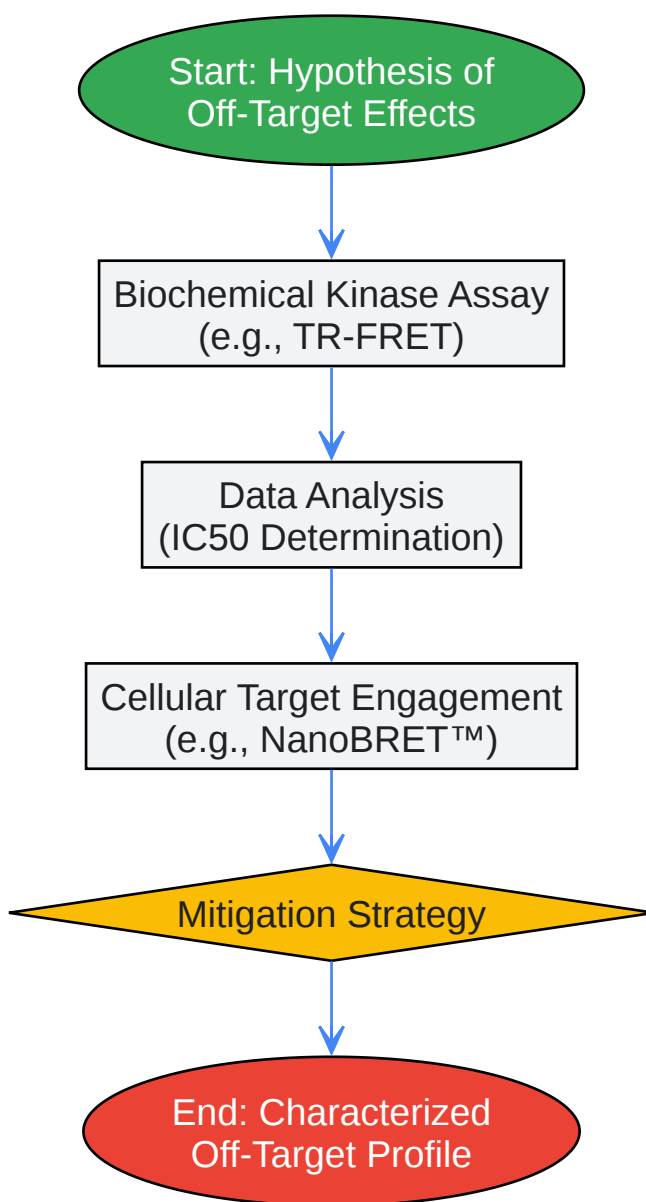 Start: Hypothesis of
Off-Target Effects
Biochemical Kinase Assay
(e.g., TR-FRET)
Data Analysis
(IC50 Determination)
Cellular Target Engagement
(e.g., NanoBRET™)
Mitigation Strategy
End: Characterized
Off-Target Profile